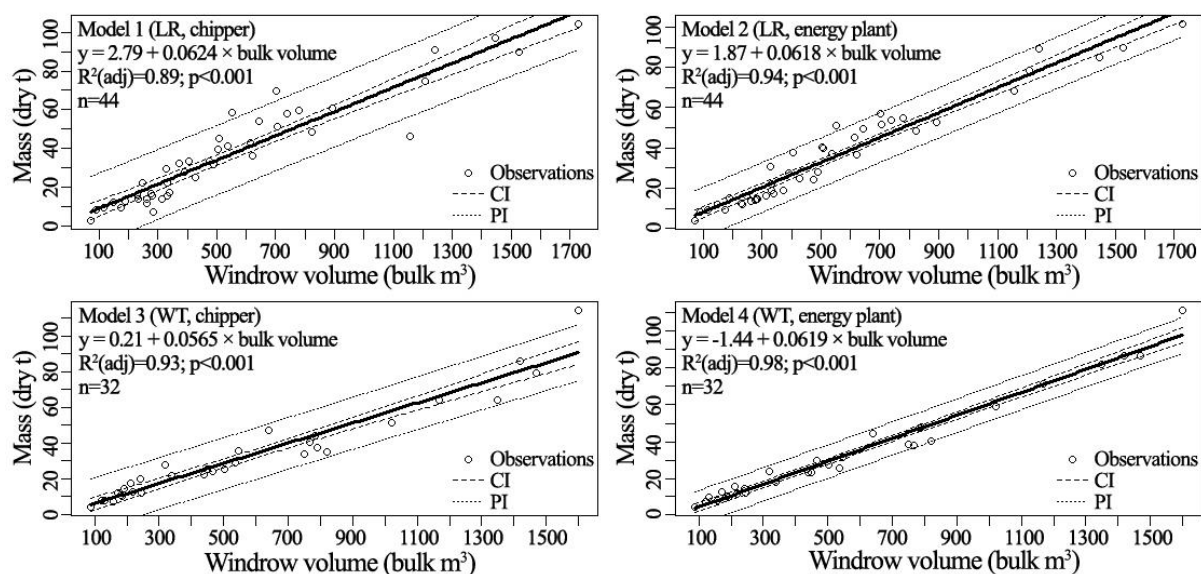 Model 1 (LR, chipper)
y = 2.79 + 0.0624 × bulk volume
R²(adj)=0.89; p<0.001
n=44
Observations
CI
PI
Mass (dry t)
0 20 40 60 80 100
100 300 500 700 900 1100 1300 1500 1700
Windrow volume (bulk m³)
Model 2 (LR, energy plant)
y = 1.87 + 0.0618 × bulk volume
R²(adj)=0.94; p<0.001
n=44
Observations
CI
PI
Mass (dry t)
0 20 40 60 80 100
100 300 500 700 900 1100 1300 1500 1700
Windrow volume (bulk m³)
Model 3 (WT, chipper)
y = 0.21 + 0.0565 × bulk volume
R²(adj)=0.93; p<0.001
n=32
Observations
CI
PI
Mass (dry t)
0 20 40 60 80 100
100 300 500 700 900 1100 1300 1500
Windrow volume (bulk m³)
Model 4 (WT, energy plant)
y = -1.44 + 0.0619 × bulk volume
R²(adj)=0.98; p<0.001
n=32
Observations
CI
PI
Mass (dry t)
0 20 40 60 80 100
100 300 500 700 900 1100 1300 1500
Windrow volume (bulk m³)